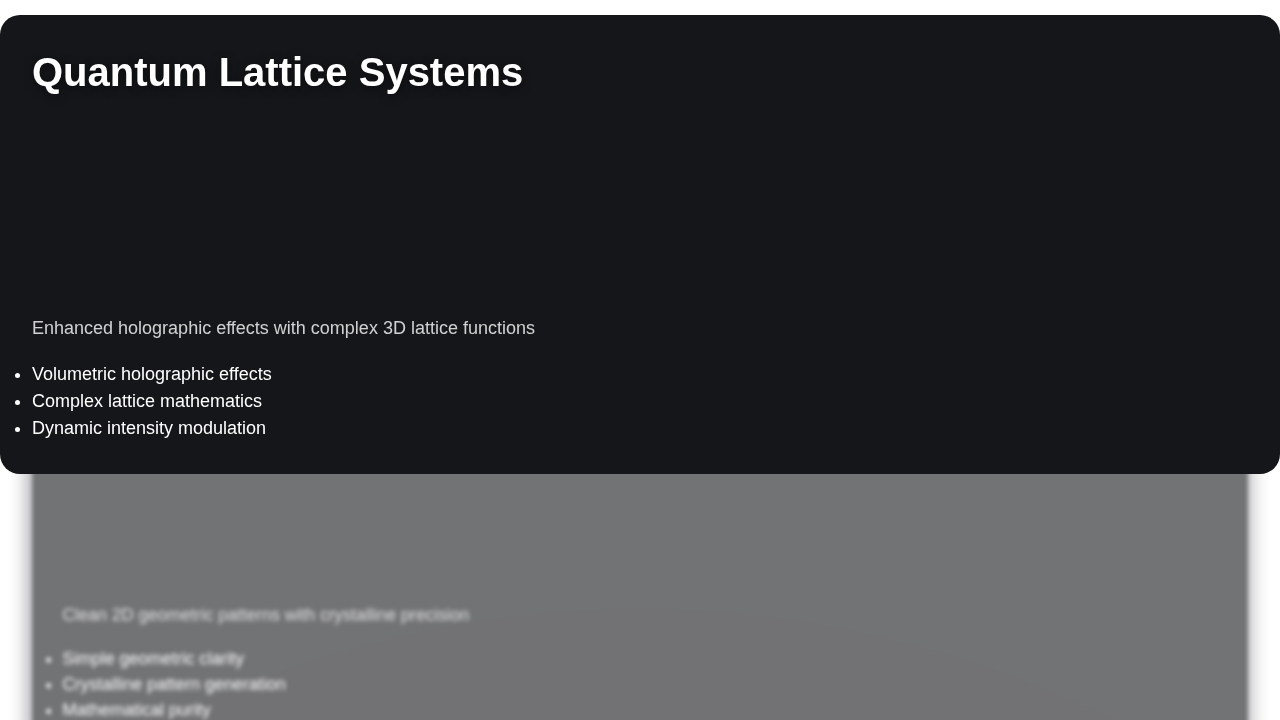 Quantum Lattice Systems
Enhanced holographic effects with complex 3D lattice functions
Volumetric holographic effects
Complex lattice mathematics
Dynamic intensity modulation
Clean 2D geometric patterns with crystalline precision
Simple geometric clarity
Crystalline pattern generation
Mathematical purity